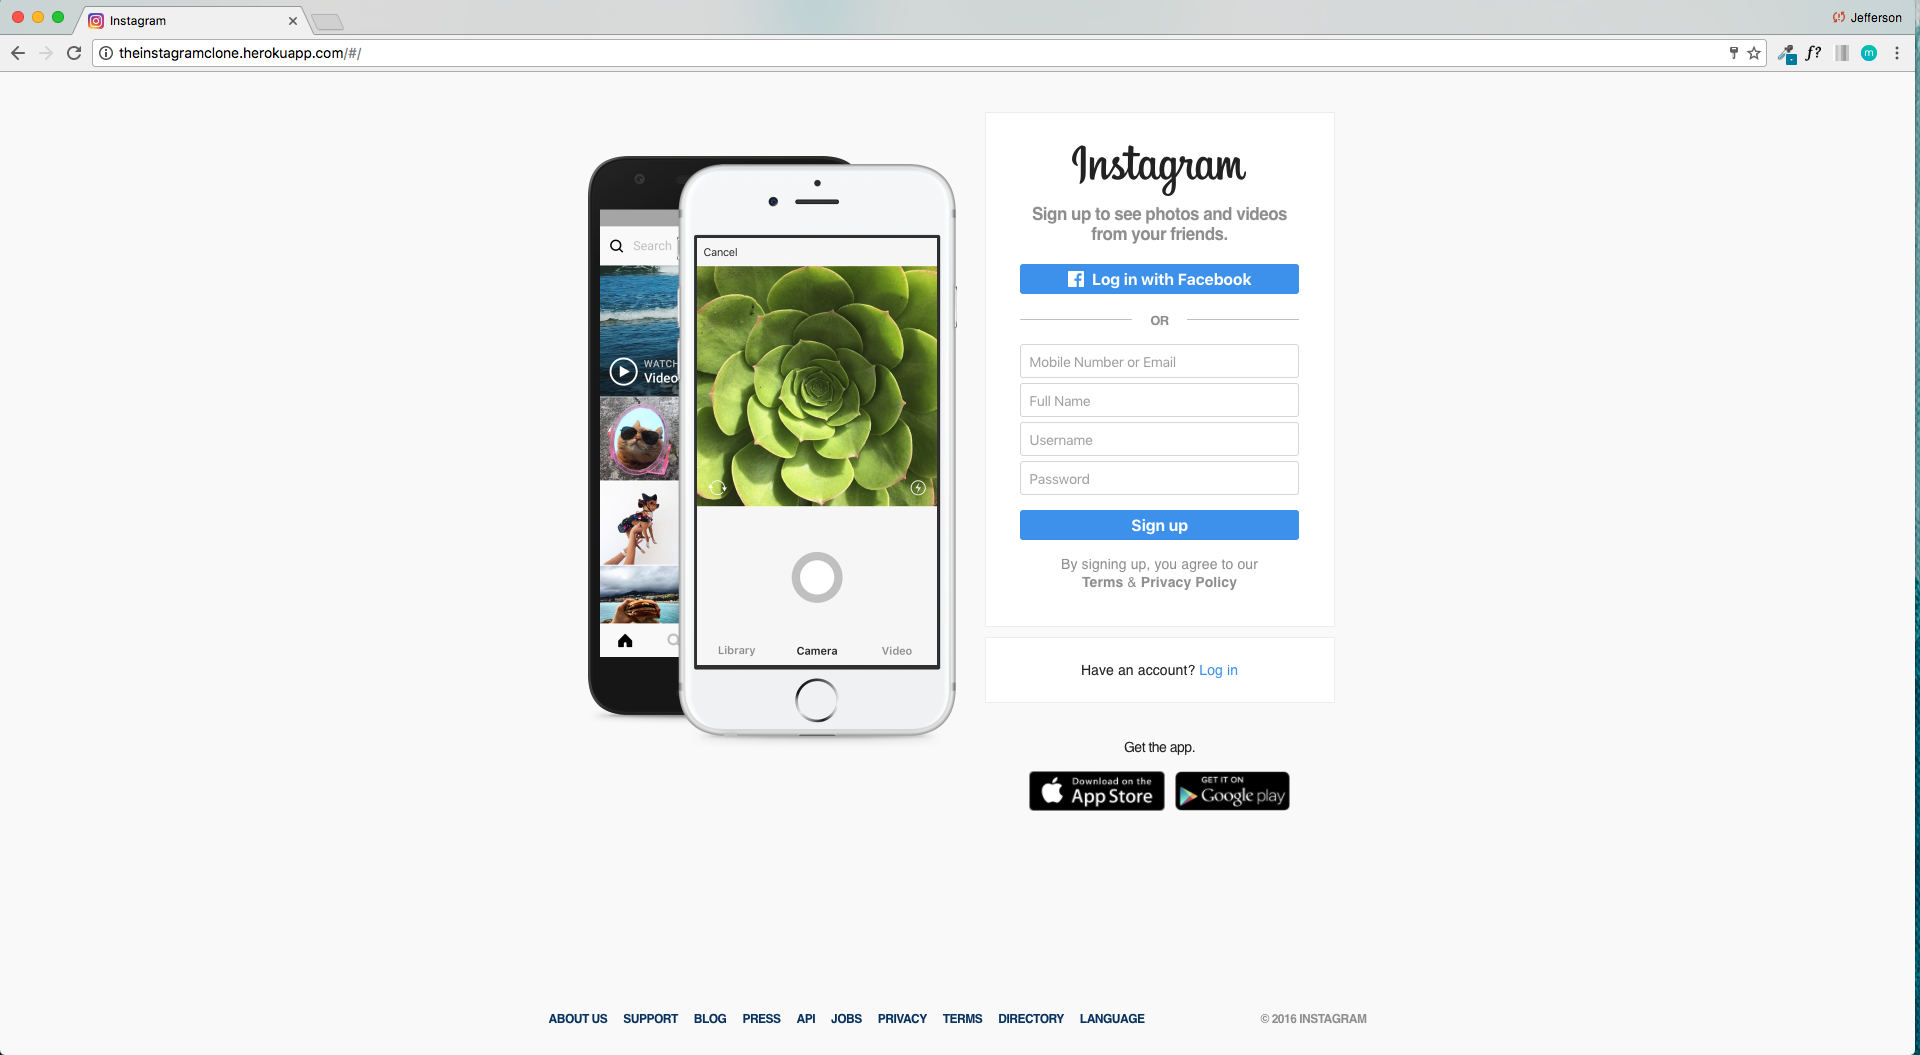 Instagram
Jefferson
theinstagramclone.herokuapp.com/#/
f?
m
Search
WATCH
Video
Cancel
Library
Camera
Video
Instagram
Sign up to see photos and videos
from your friends.
Log in with Facebook
OR
Mobile Number or Email
Full Name
Username
Password
Sign up
By signing up, you agree to our
Terms & Privacy Policy
Have an account? Log in
Get the app.
Download on the
App Store
GET IT ON
Google play
ABOUT US SUPPORT BLOG PRESS API JOBS PRIVACY TERMS DIRECTORY LANGUAGE © 2016 INSTAGRAM